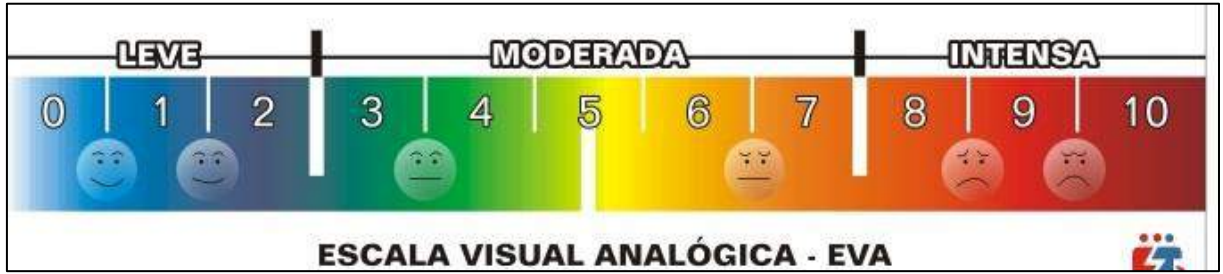 LEVE MODERADA INTENSA
0 1 2 3 4 5 6 7 8 9 10
ESCALA VISUAL ANALÓGICA - EVA